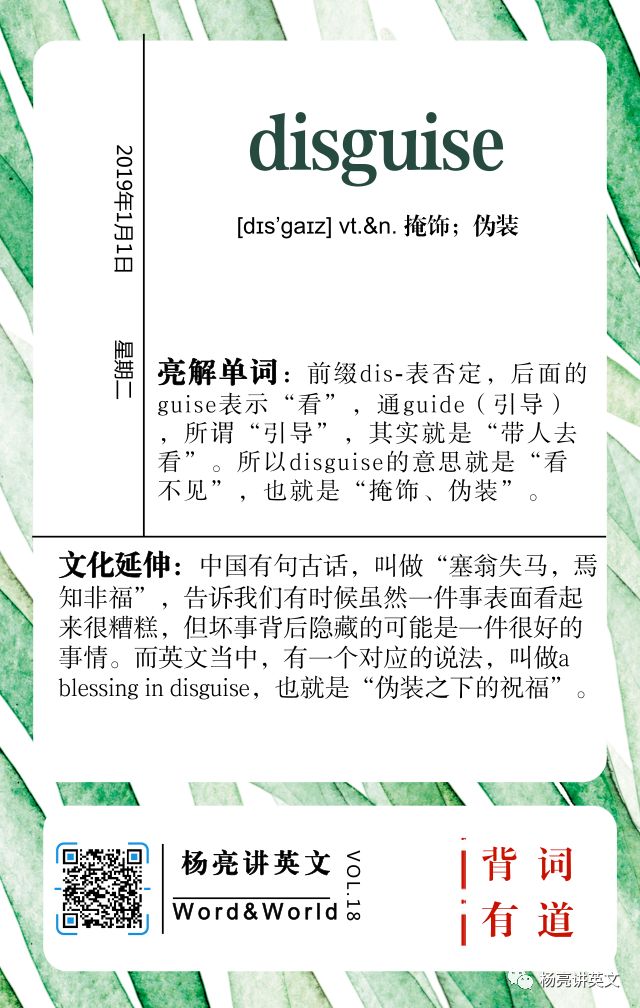 disguise
[dɪs'gaɪz] vt.&n. 掩饰；伪装
2019年1月1日
星期二
亮解单词：前缀dis-表否定，后面的
guise表示“看”，通guide（引导）
，所谓“引导”，其实就是“带人去
看”。所以disguise的意思就是“看
不见”，也就是“掩饰、伪装”。
文化延伸：中国有句古话，叫做“塞翁失马，焉
知非福”，告诉我们有时候虽然一件事表面看起
来很糟糕，但坏事背后隐藏的可能是一件很好的
事情。而英文当中，有一个对应的说法，叫做a
blessing in disguise，也就是“伪装之下的祝福”。
杨亮讲英文
Word&World
VOL.18
背词
有道
杨亮讲英文